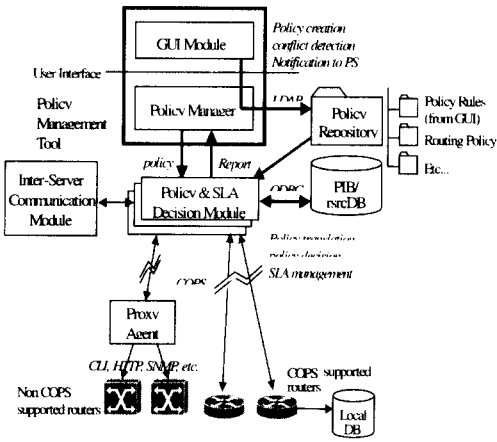 GUI Module
Policy creation
conflict detection
Notification to PS
User Interface
LDAP
Policy
Management
Tool
Policy Manager
Policy
Repository
Policy Rules
(from GUI)
Routing Policy
Etc...
policy
Report
Inter-Server
Communication
Module
Policy & SLA
Decision Module
ODBC
PIB/
rsrcDB
Policy translation
policy decision
SLA management
COPS
Proxy
Agent
CLI, HTTP, SNMP, etc.
Non COPS
supported routers
COPS supported
routers
Local
DB